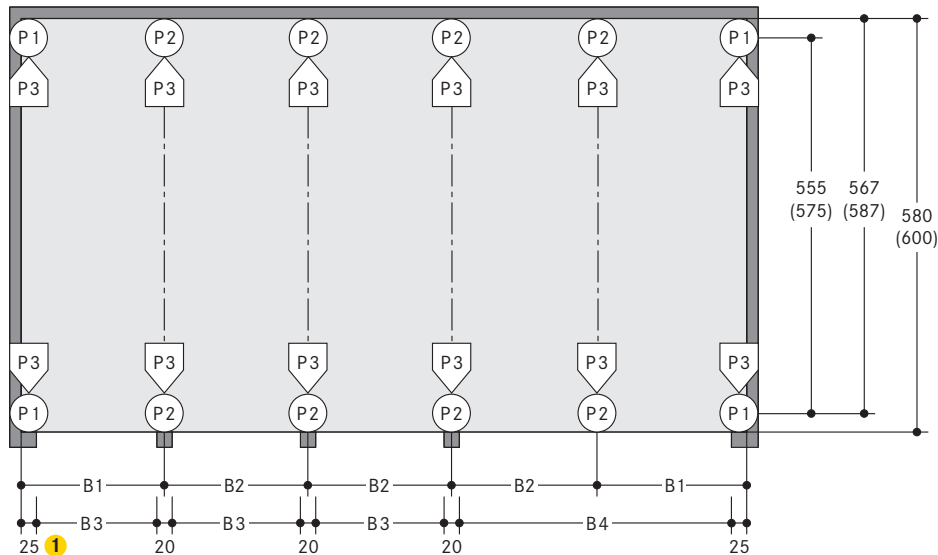 P1 P2 P2 P2 P2 P1
P3 P3 P3 P3 P3 P3
555 567
(575) (587) 580
(600)
P3 P3 P3 P3 P3 P3
P1 P2 P2 P2 P2 P1
B1 B2 B2 B2 B1
B3 B3 B3 B4
25 1 20 20 20 25